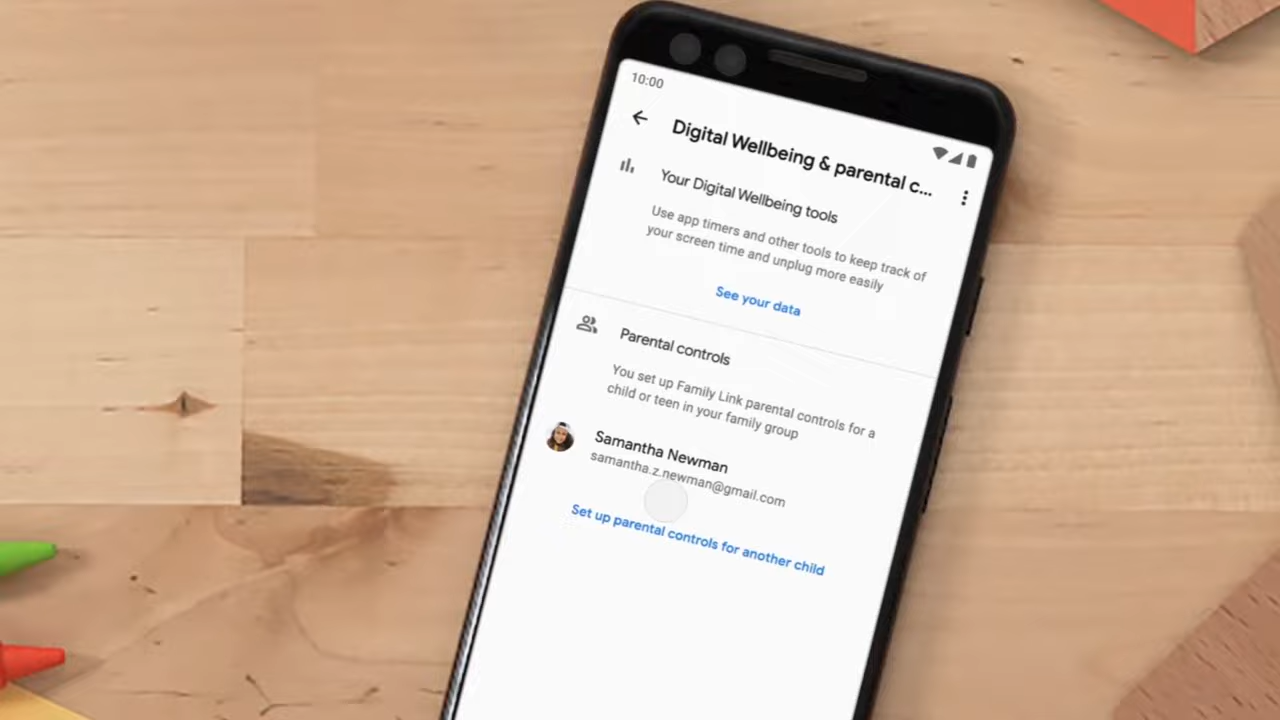 10:00
Digital Wellbeing & parental c...
Your Digital Wellbeing tools
Use app timers and other tools to keep track of
your screen time and unplug more easily
See your data
Parental controls
You set up Family Link parental controls for a
child or teen in your family group
Samantha Newman
samantha.z.newman@gmail.com
Set up parental controls for another child